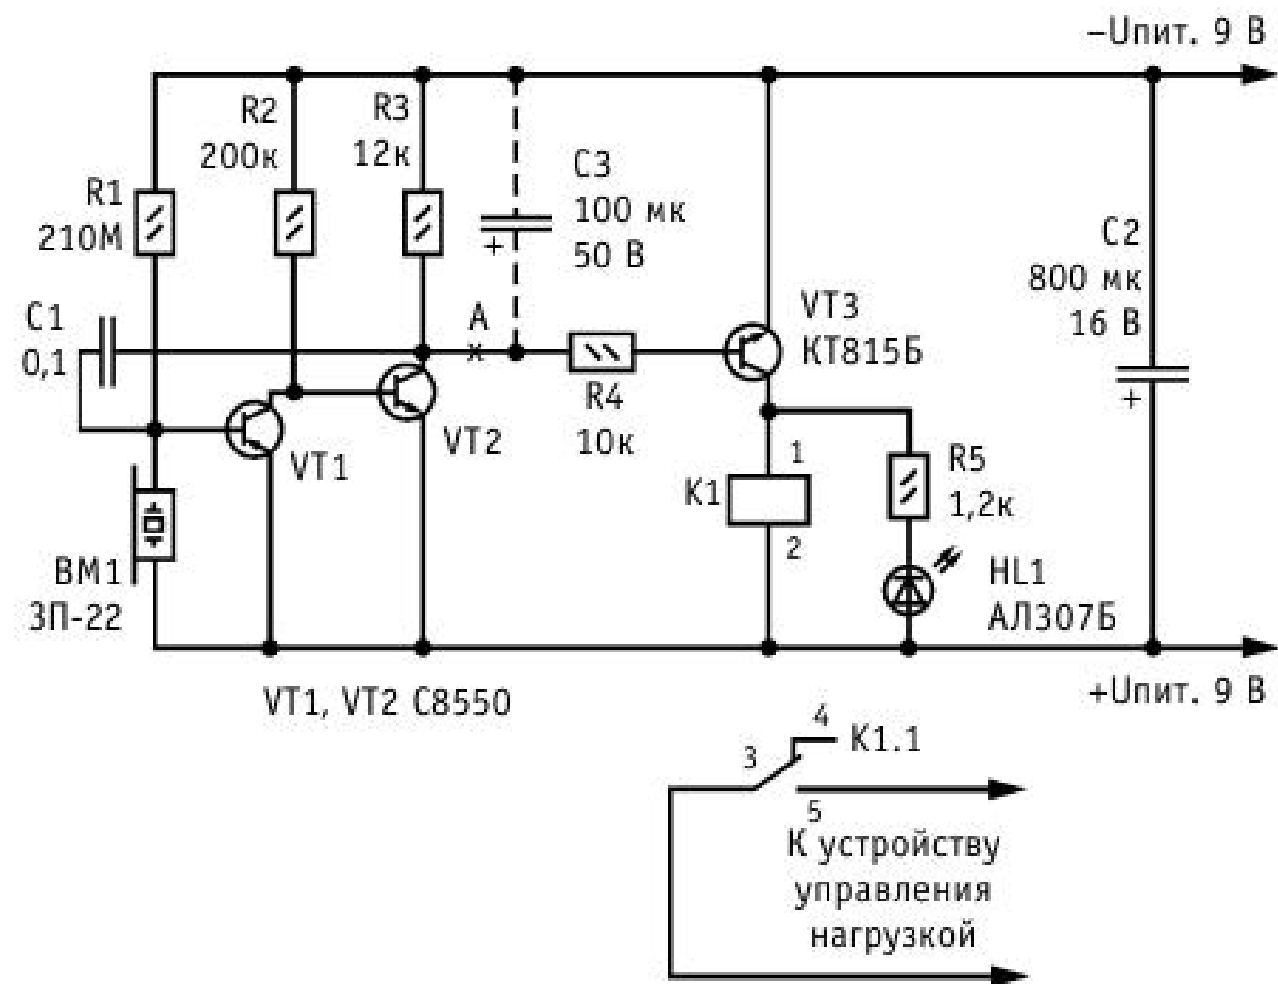 –Uпит. 9 В
R2
200к
R3
12к
C3
100 мк
50 В
R1
210М
C2
800 мк
16 В
C1
0,1
A
VT3
КТ815Б
+
+
R4
10к
VT1
VT2
K1
1
2
R5
1,2к
BM1
ЗП-22
HL1
АЛ307Б
VT1, VT2 C8550
+Uпит. 9 В
4
K1.1
3
5
К устройству
управления
нагрузкой